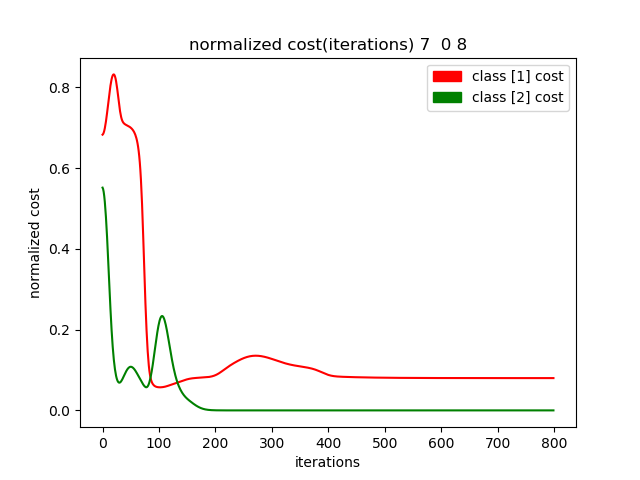 normalized cost(iterations) 7  0 8
class [1] cost
class [2] cost
normalized cost
0.8
0.6
0.4
0.2
0.0
0 100 200 300 400 500 600 700 800
iterations